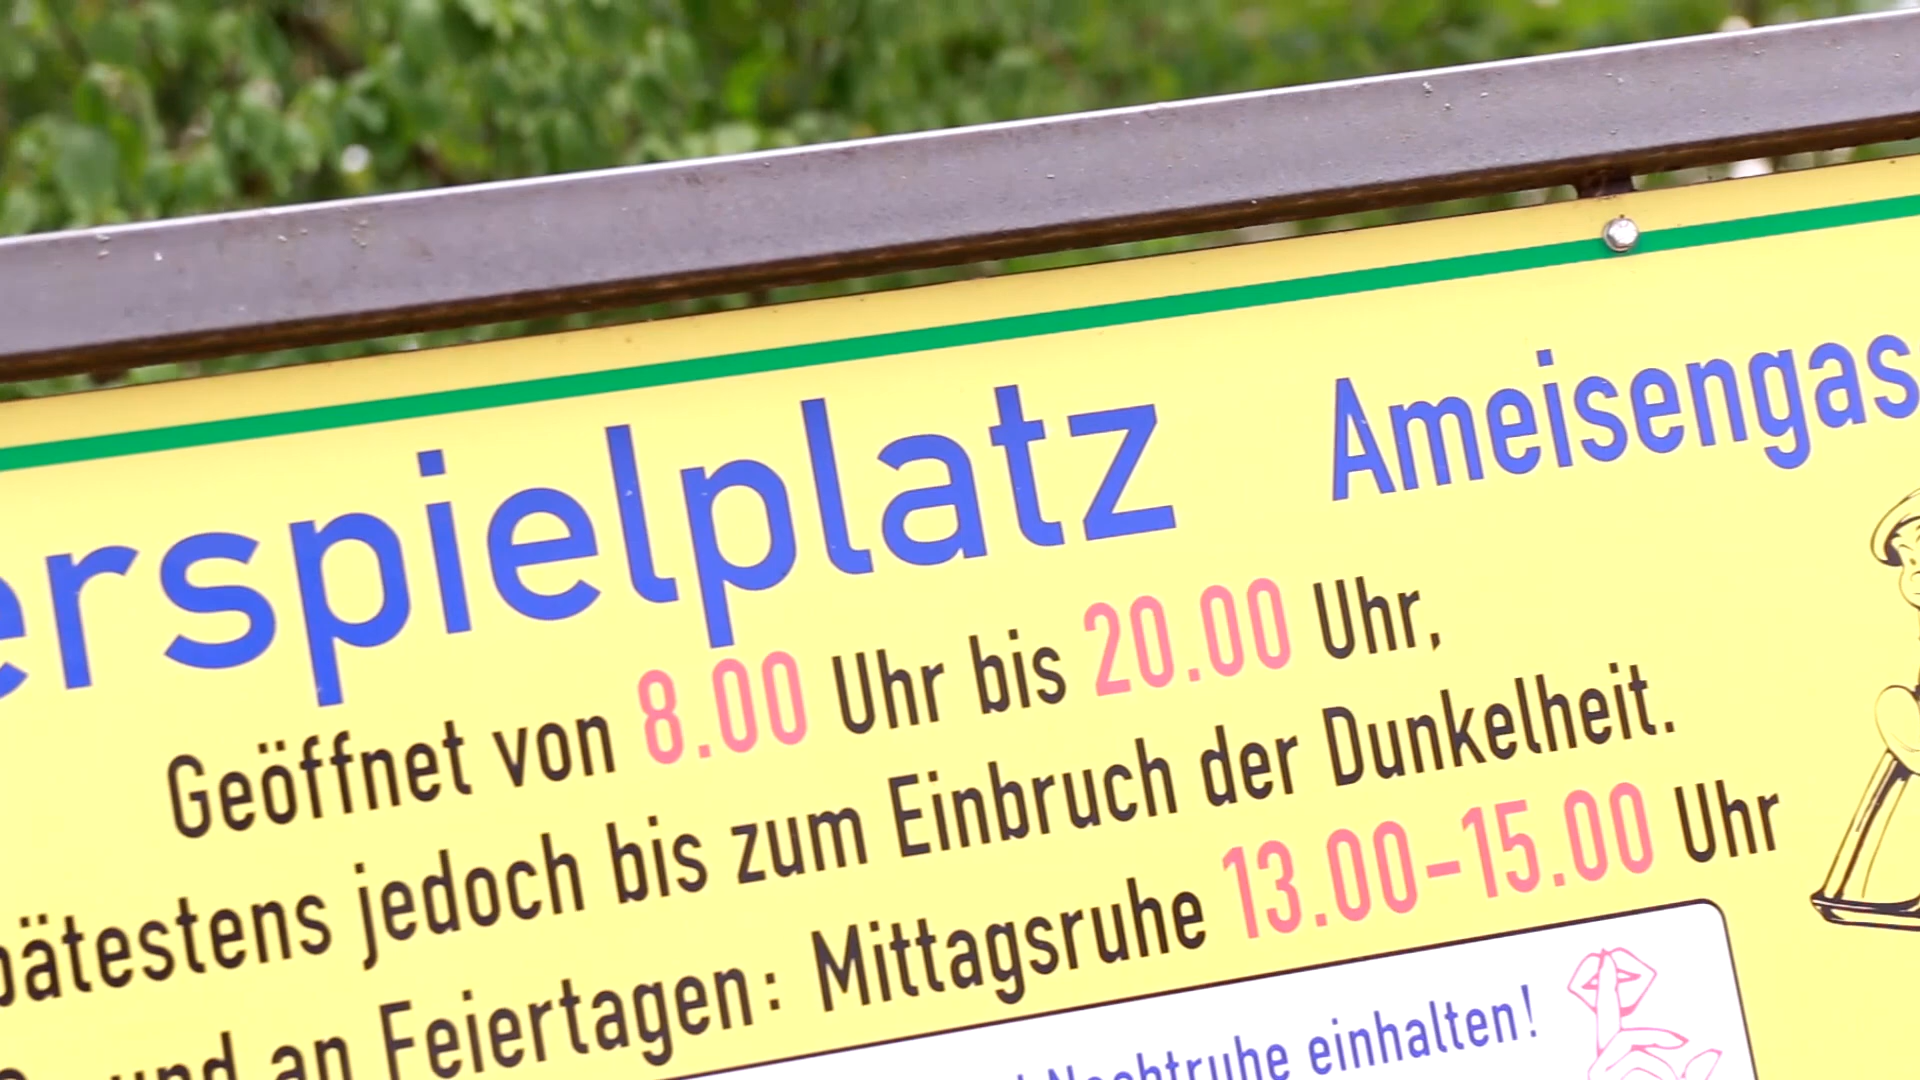 erspielplatz Ameisengas
Geöffnet von 8.00 Uhr bis 20.00 Uhr,
pätestens jedoch bis zum Einbruch der Dunkelheit.
und an Feiertagen: Mittagsruhe 13.00-15.00 Uhr
Nachtruhe einhalten!